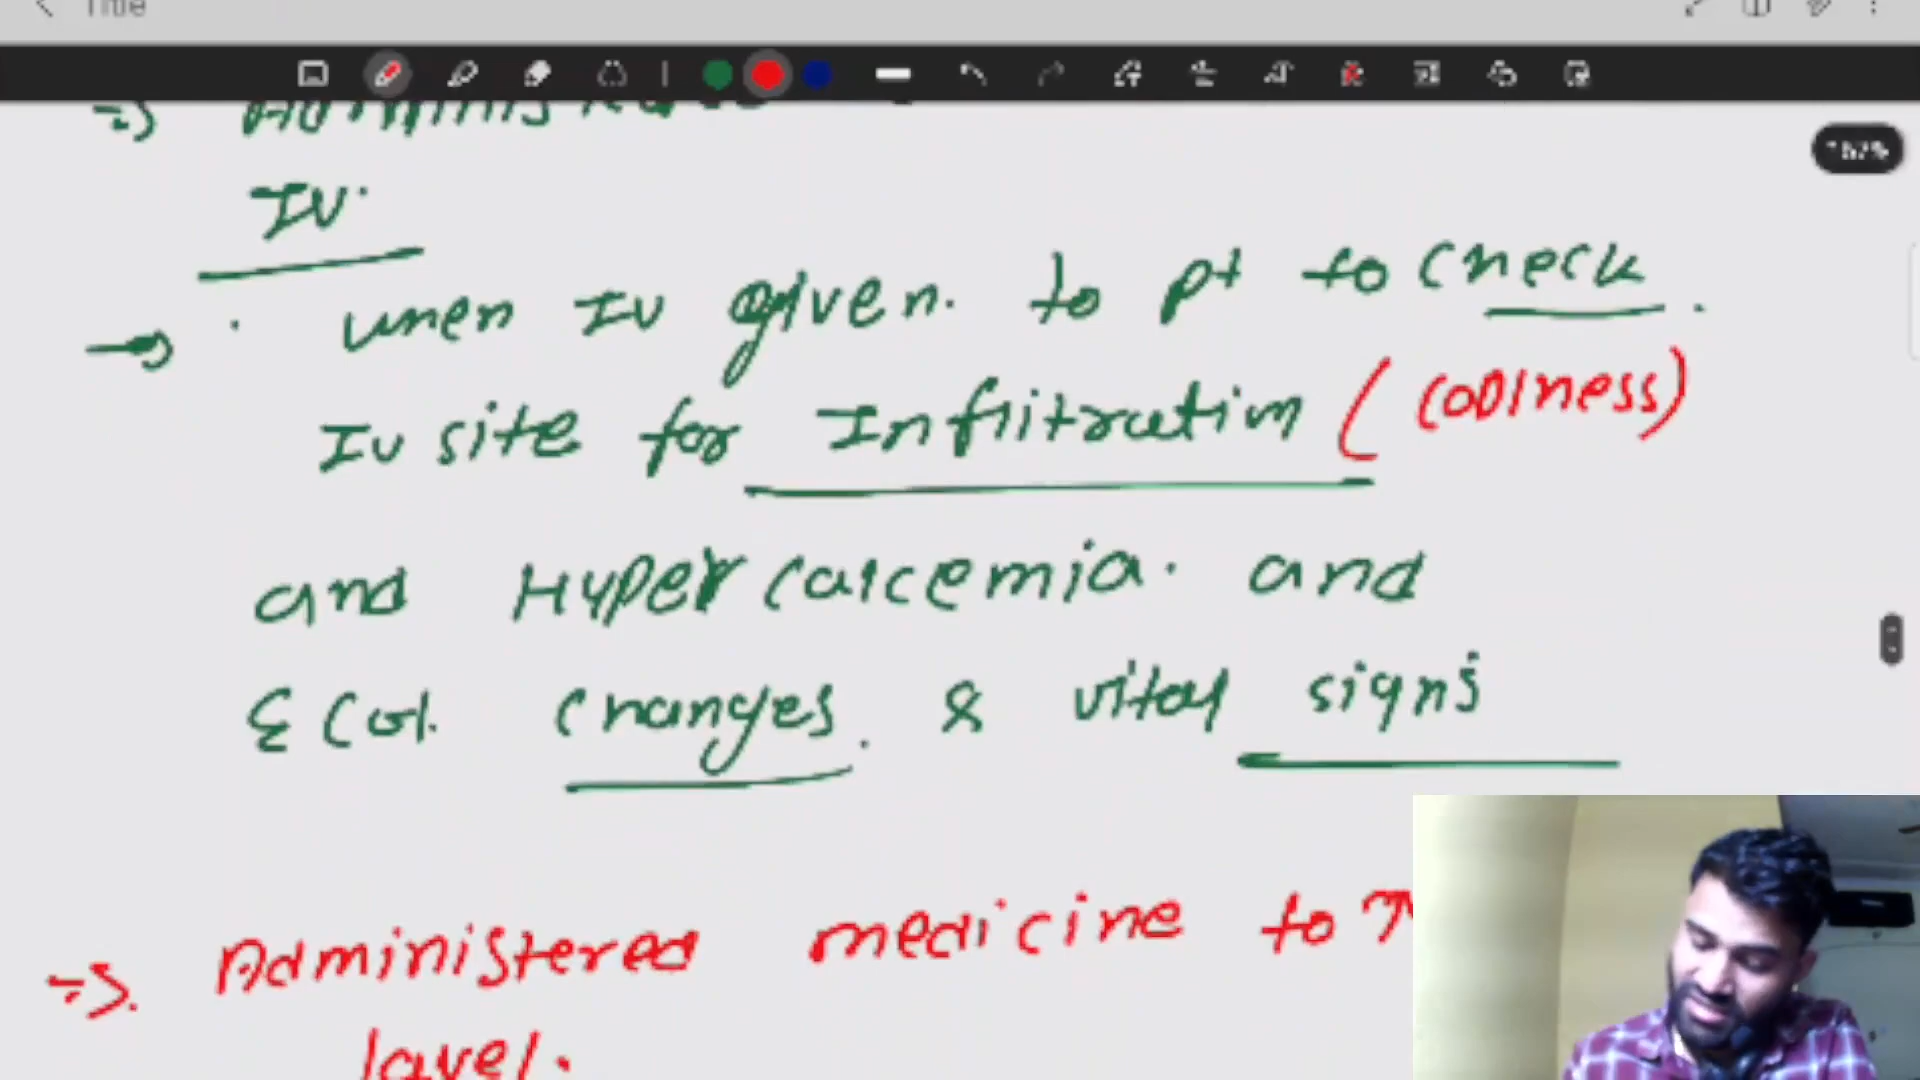 Title
IV.
→ when IV given. to pt to check.
IV site for Infiltration ( coolness)
and Hypercalcemia. and
ECG. changes. & vital signs
⇒ Administered medicine to ↑
level.